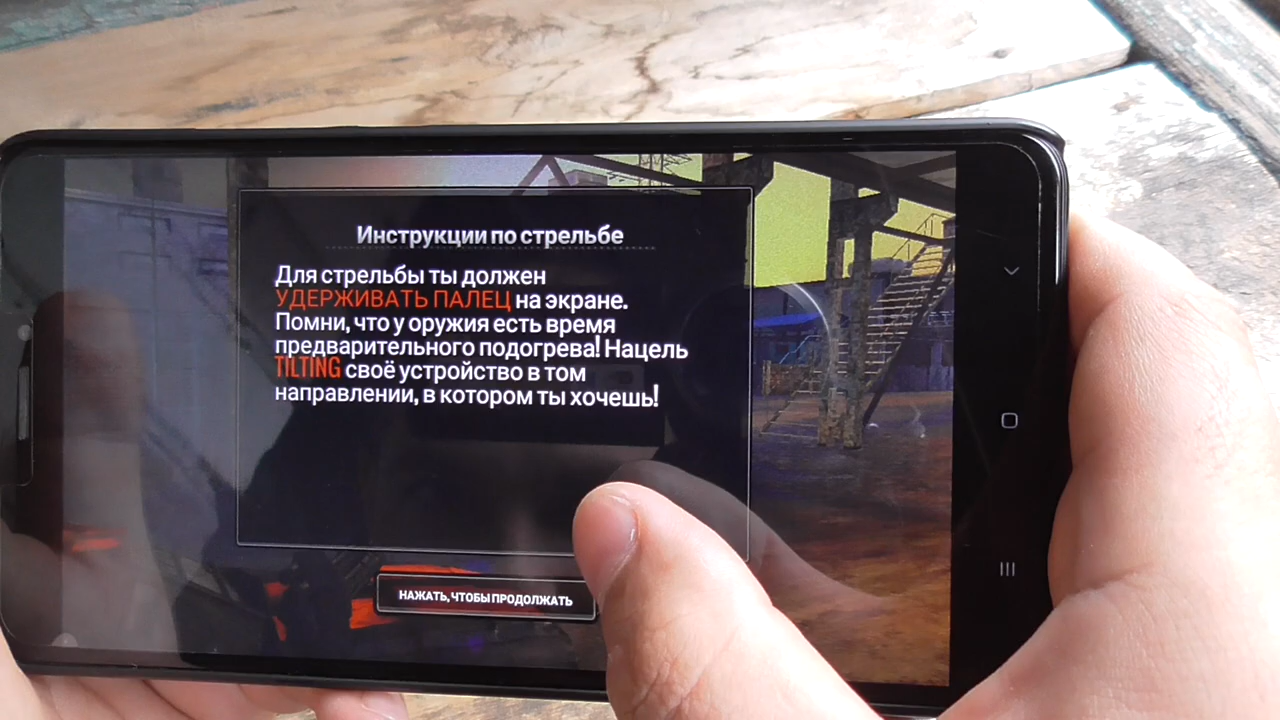 Инструкции по стрельбе
Для стрельбы ты должен
УДЕРЖИВАТЬ ПАЛЕЦ на экране.
Помни, что у оружия есть время
предварительного подогрева! Нацель
TILTING своё устройство в том
направлении, в котором ты хочешь!
НАЖАТЬ, ЧТОБЫ ПРОДОЛЖАТЬ